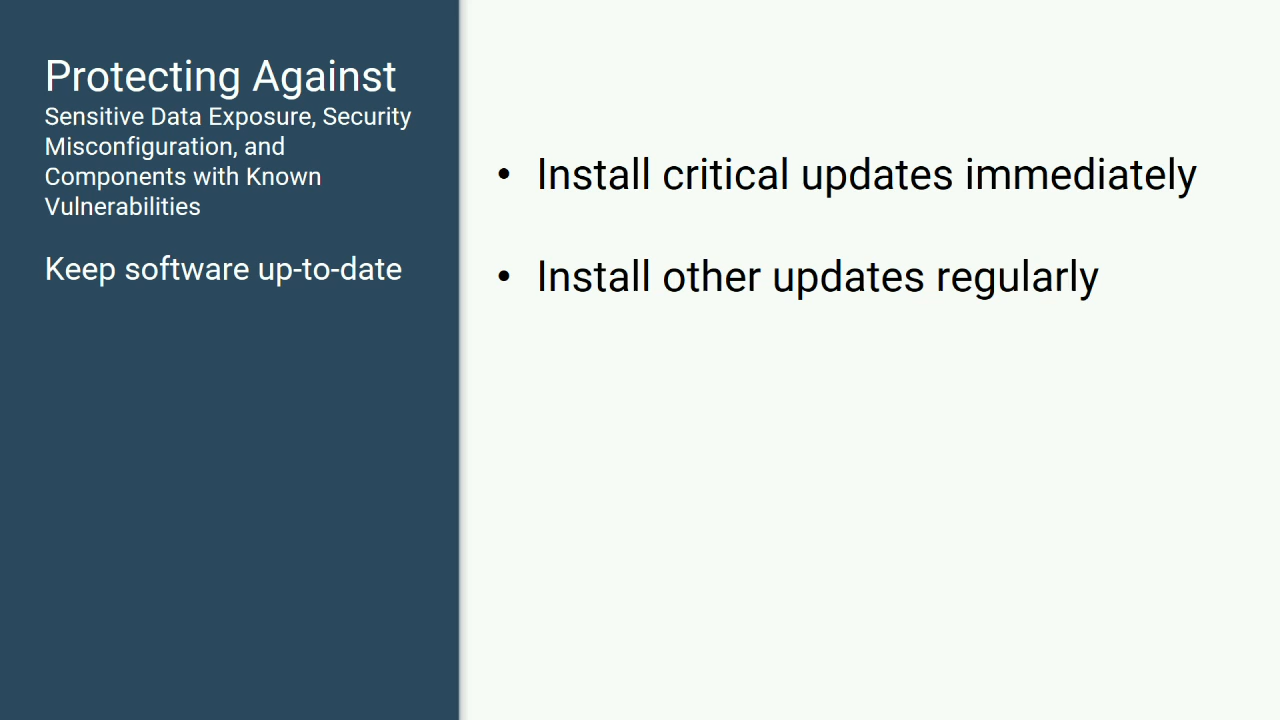 Protecting Against
Sensitive Data Exposure, Security
Misconfiguration, and
Components with Known
Vulnerabilities
Keep software up-to-date
• Install critical updates immediately
• Install other updates regularly